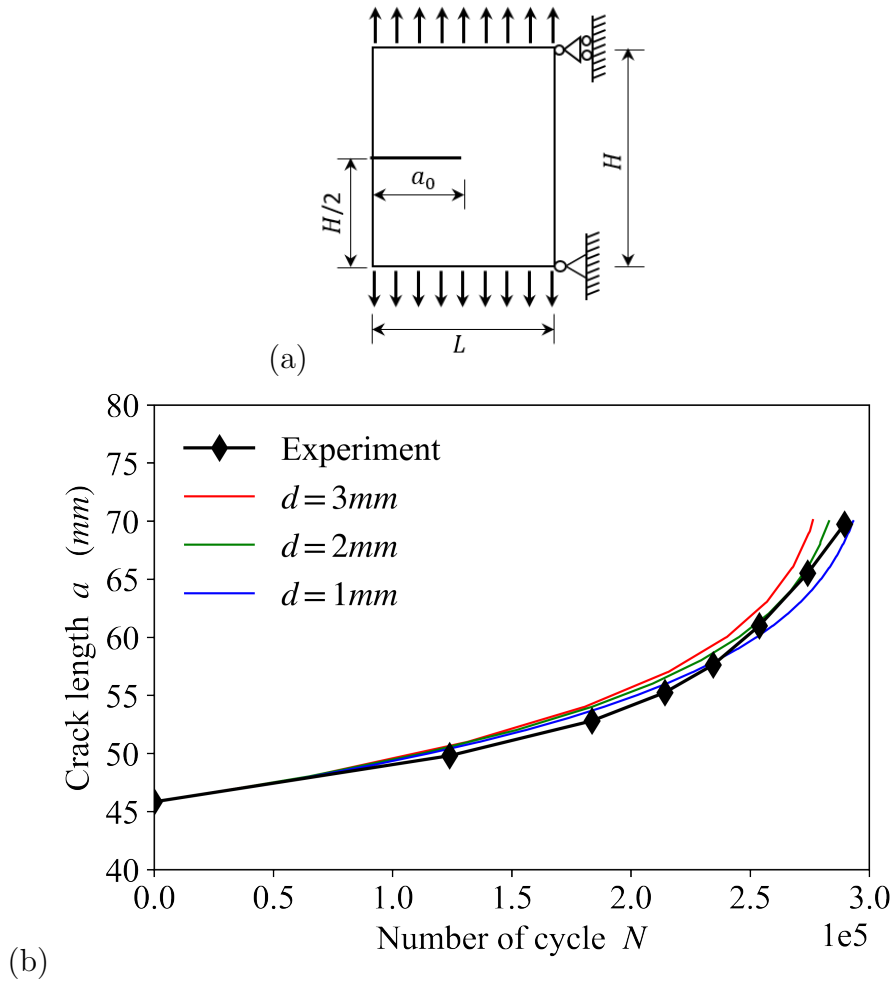 a₀
H/2
H
L
(a)
80
75
70
65
60
55
50
45
40
Crack length a (mm)
Experiment
d = 3mm
d = 2mm
d = 1mm
0.0 0.5 1.0 1.5 2.0 2.5 3.0
1e5
Number of cycle N
(b)